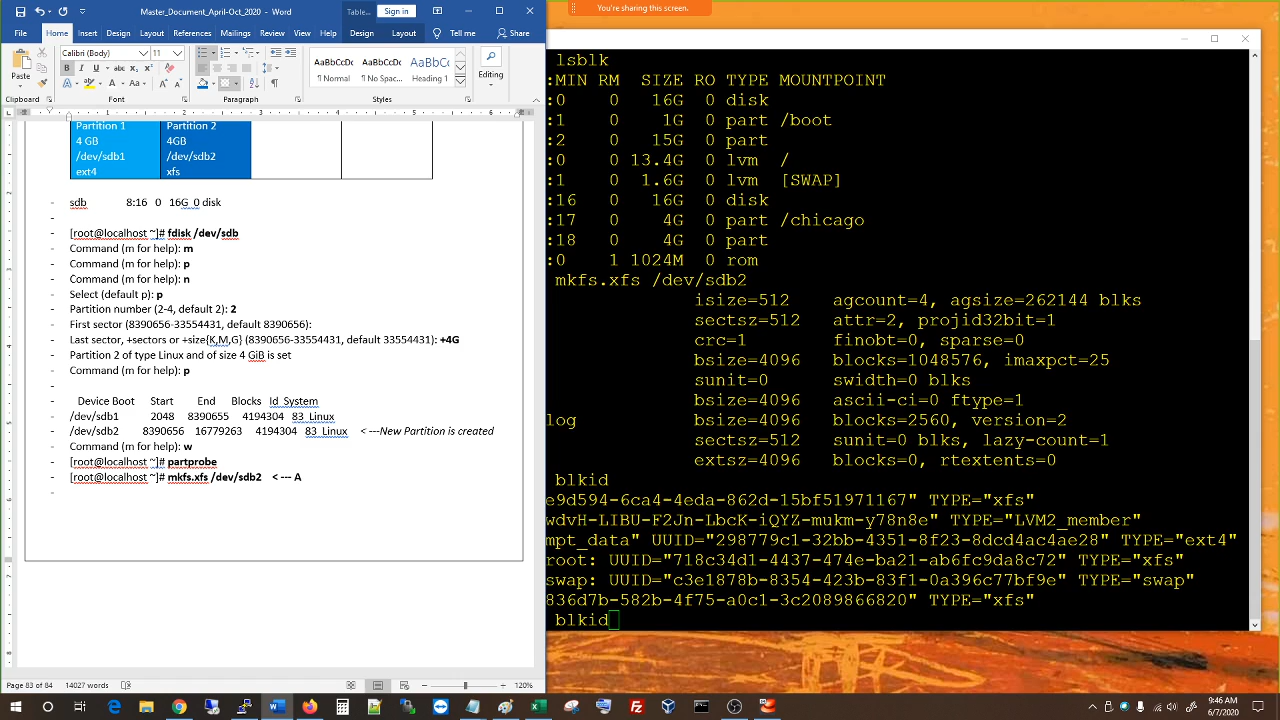 Master_Document_April-Oct_2020 - Word
Table...
Sign in
You're sharing this screen.
File Home Insert Design Layout References Mailings Review View Help Design Layout Tell me Share
Calibri (Body) 11
Paste
Clipboard
Font
Paragraph
AaBbCcDc AaBbCcDc AaBbCc
¶ Normal ¶ No Spac... Heading 1
Styles
Editing
Partition 1 Partition 2
4 GB 4GB
/dev/sdb1 /dev/sdb2
ext4 xfs
- sdb 8:16 0 16G 0 disk
-
- [root@localhost ~]# fdisk /dev/sdb
- Command (m for help): m
- Command (m for help): p
- Command (m for help): n
- Select (default p): p
- Partition number (2-4, default 2): 2
- First sector (8390656-33554431, default 8390656):
- Last sector, +sectors or +size{K,M,G} (8390656-33554431, default 33554431): +4G
- Partition 2 of type Linux and of size 4 GiB is set
- Command (m for help): p
-
- Device Boot Start End Blocks Id System
- /dev/sdb1 2048 8390655 4194304 83 Linux
- /dev/sdb2 8390656 16779263 4194304 83 Linux < ---New Partition is created
- Command (m for help): w
- [root@localhost ~]# partprobe
- [root@localhost ~]# mkfs.xfs /dev/sdb2 < --- A
-
Page 83 of 84 14027 words 120%
lsblk
:MIN RM SIZE RO TYPE MOUNTPOINT
:0 0 16G 0 disk
:1 0 1G 0 part /boot
:2 0 15G 0 part
:0 0 13.4G 0 lvm /
:1 0 1.6G 0 lvm [SWAP]
:16 0 16G 0 disk
:17 0 4G 0 part /chicago
:18 0 4G 0 part
:0 1 1024M 0 rom
mkfs.xfs /dev/sdb2
isize=512 agcount=4, agsize=262144 blks
sectsz=512 attr=2, projid32bit=1
crc=1 finobt=0, sparse=0
bsize=4096 blocks=1048576, imaxpct=25
sunit=0 swidth=0 blks
bsize=4096 ascii-ci=0 ftype=1
log bsize=4096 blocks=2560, version=2
sectsz=512 sunit=0 blks, lazy-count=1
extsz=4096 blocks=0, rtextents=0
blkid
e9d594-6ca4-4eda-862d-15bf51971167" TYPE="xfs"
wdvH-LIBU-F2Jn-LbcK-iQYZ-mukm-y78n8e" TYPE="LVM2_member"
mpt_data" UUID="298779c1-32bb-4351-8f23-8dcd4ac4ae28" TYPE="ext4"
root: UUID="718c34d1-4437-474e-ba21-ab6fc9da8c72" TYPE="xfs"
swap: UUID="c3e1878b-8354-423b-83f1-0a396c77bf9e" TYPE="swap"
836d7b-582b-4f75-a0c1-3c2089866820" TYPE="xfs"
blkid
9:46 AM
6/7/2020